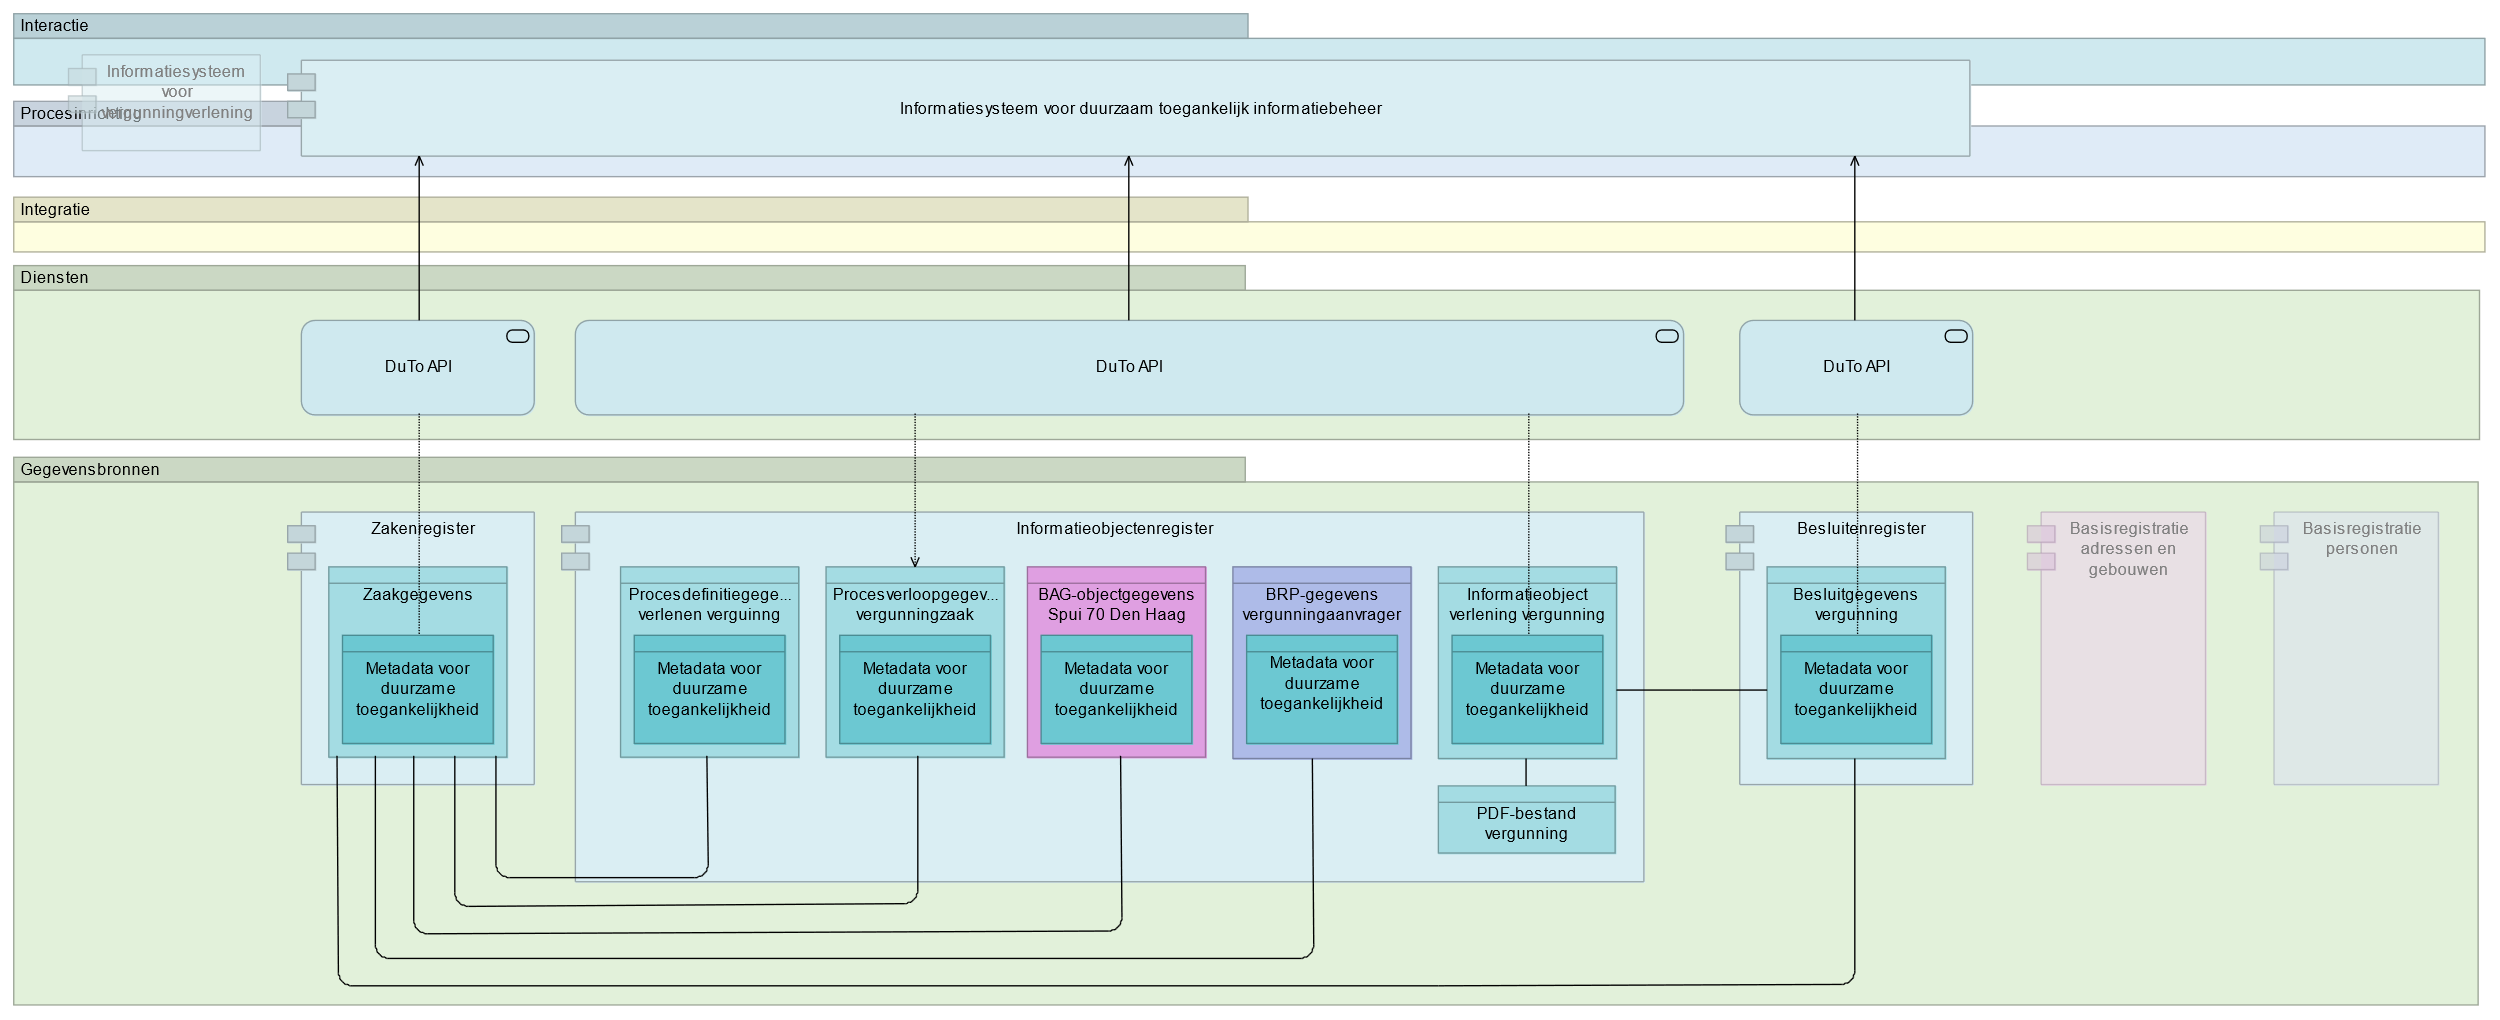 Interactie
Informatiesysteem
voor
vergunningverlening
Informatiesysteem voor duurzaam toegankelijk informatiebeheer
Procesinrichting
Integratie
Diensten
DuTo API
DuTo API
DuTo API
Gegevensbronnen
Zakenregister
Zaakgegevens
Metadata voor
duurzame
toegankelijkheid
Informatieobjectenregister
Procesdefinitiegege...
verlenen verguinng
Metadata voor
duurzame
toegankelijkheid
Procesverloopgegev...
vergunningzaak
Metadata voor
duurzame
toegankelijkheid
BAG-objectgegevens
Spui 70 Den Haag
Metadata voor
duurzame
toegankelijkheid
BRP-gegevens
vergunningaanvrager
Metadata voor
duurzame
toegankelijkheid
Informatieobject
verlening vergunning
Metadata voor
duurzame
toegankelijkheid
PDF-bestand
vergunning
Besluitenregister
Besluitgegevens
vergunning
Metadata voor
duurzame
toegankelijkheid
Basisregistratie
adressen en
gebouwen
Basisregistratie
personen